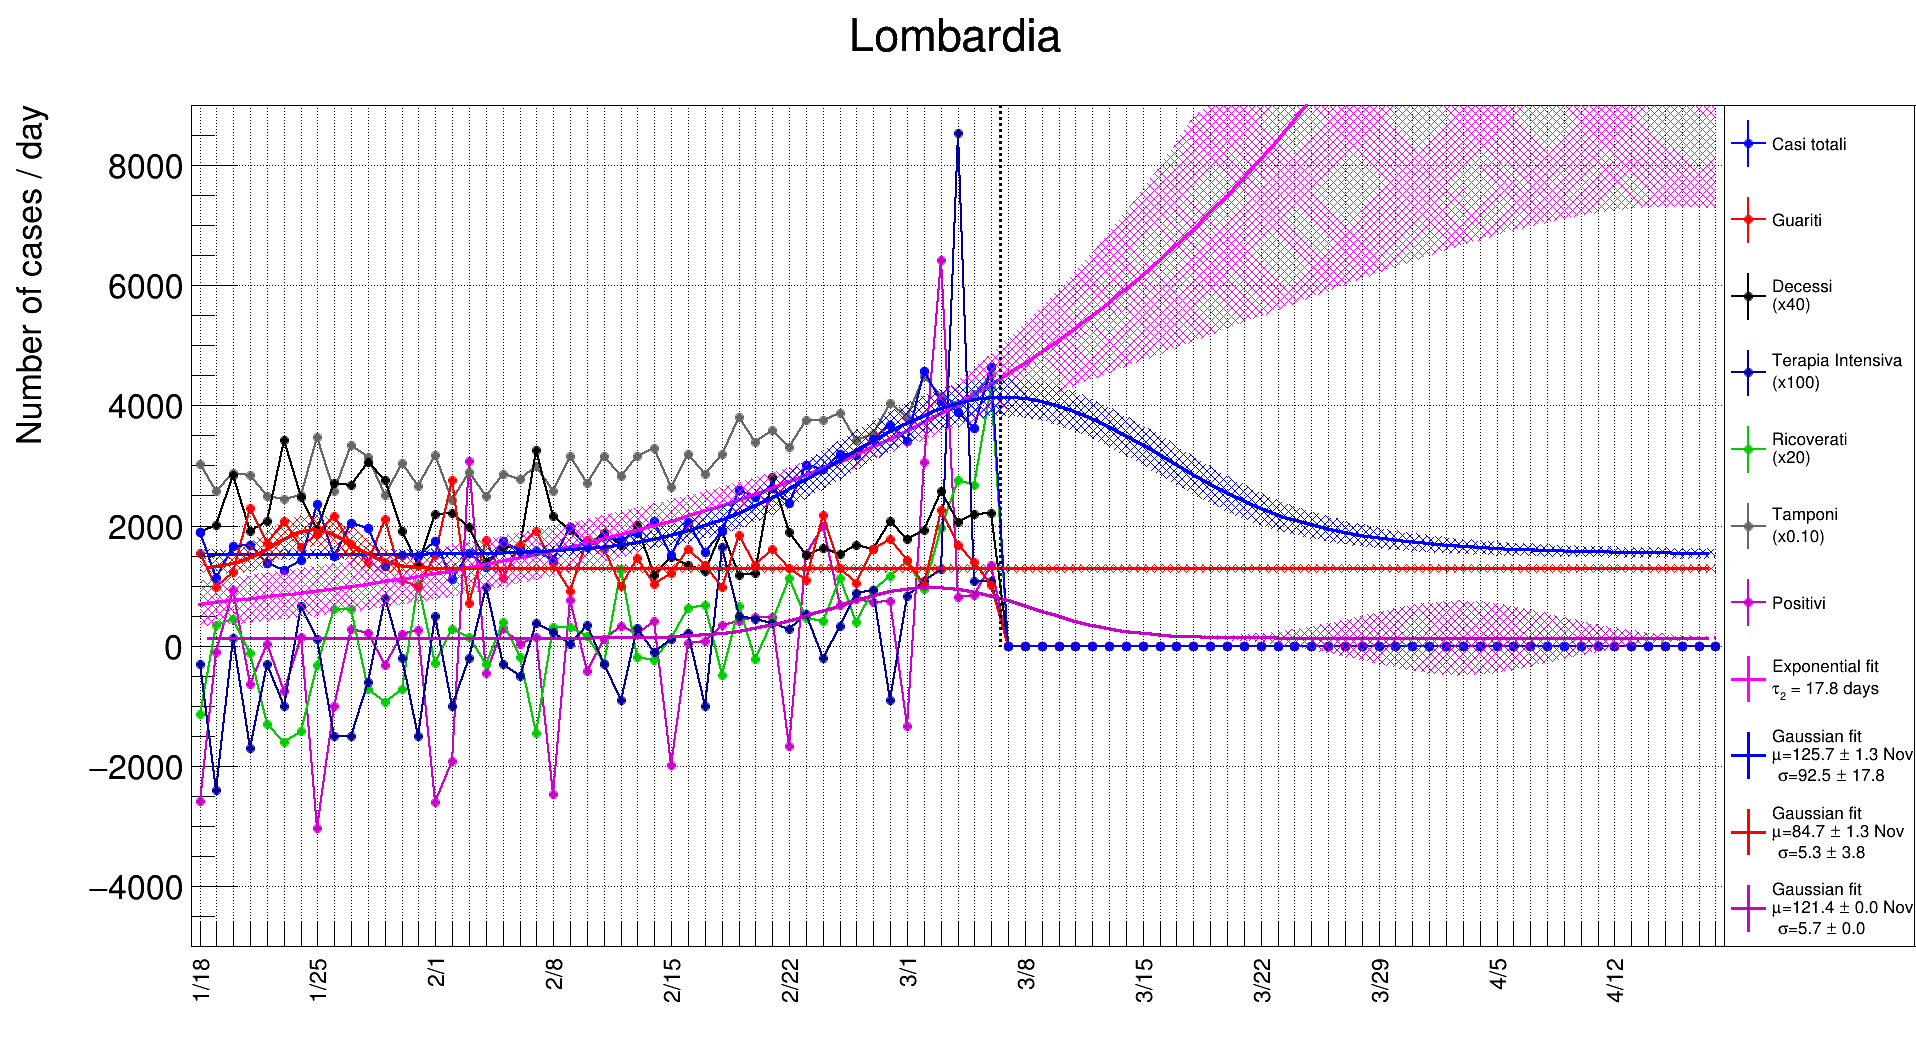 Lombardia
Number of cases / day
8000
6000
4000
2000
0
−2000
−4000
1/18
1/25
2/1
2/8
2/15
2/22
3/1
3/8
3/15
3/22
3/29
4/5
4/12
Casi totali
Guariti
Decessi
(x40)
Terapia Intensiva
(x100)
Ricoverati
(x20)
Tamponi
(x0.10)
Positivi
Exponential fit
τ2 = 17.8 days
Gaussian fit
μ=125.7 ± 1.3 Nov
σ=92.5 ± 17.8
Gaussian fit
μ=84.7 ± 1.3 Nov
σ=5.3 ± 3.8
Gaussian fit
μ=121.4 ± 0.0 Nov
σ=5.7 ± 0.0